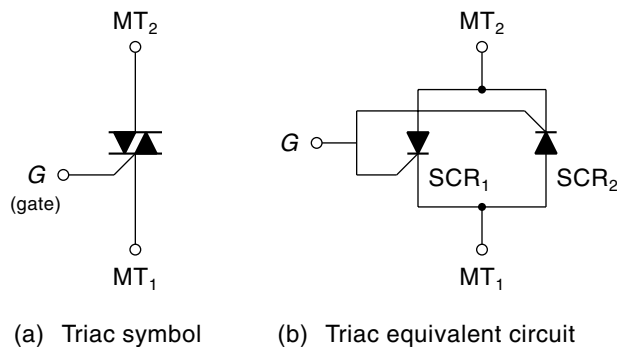 MT₂
G
(gate)
MT₁
(a) Triac symbol
MT₂
G
SCR₁
SCR₂
MT₁
(b) Triac equivalent circuit